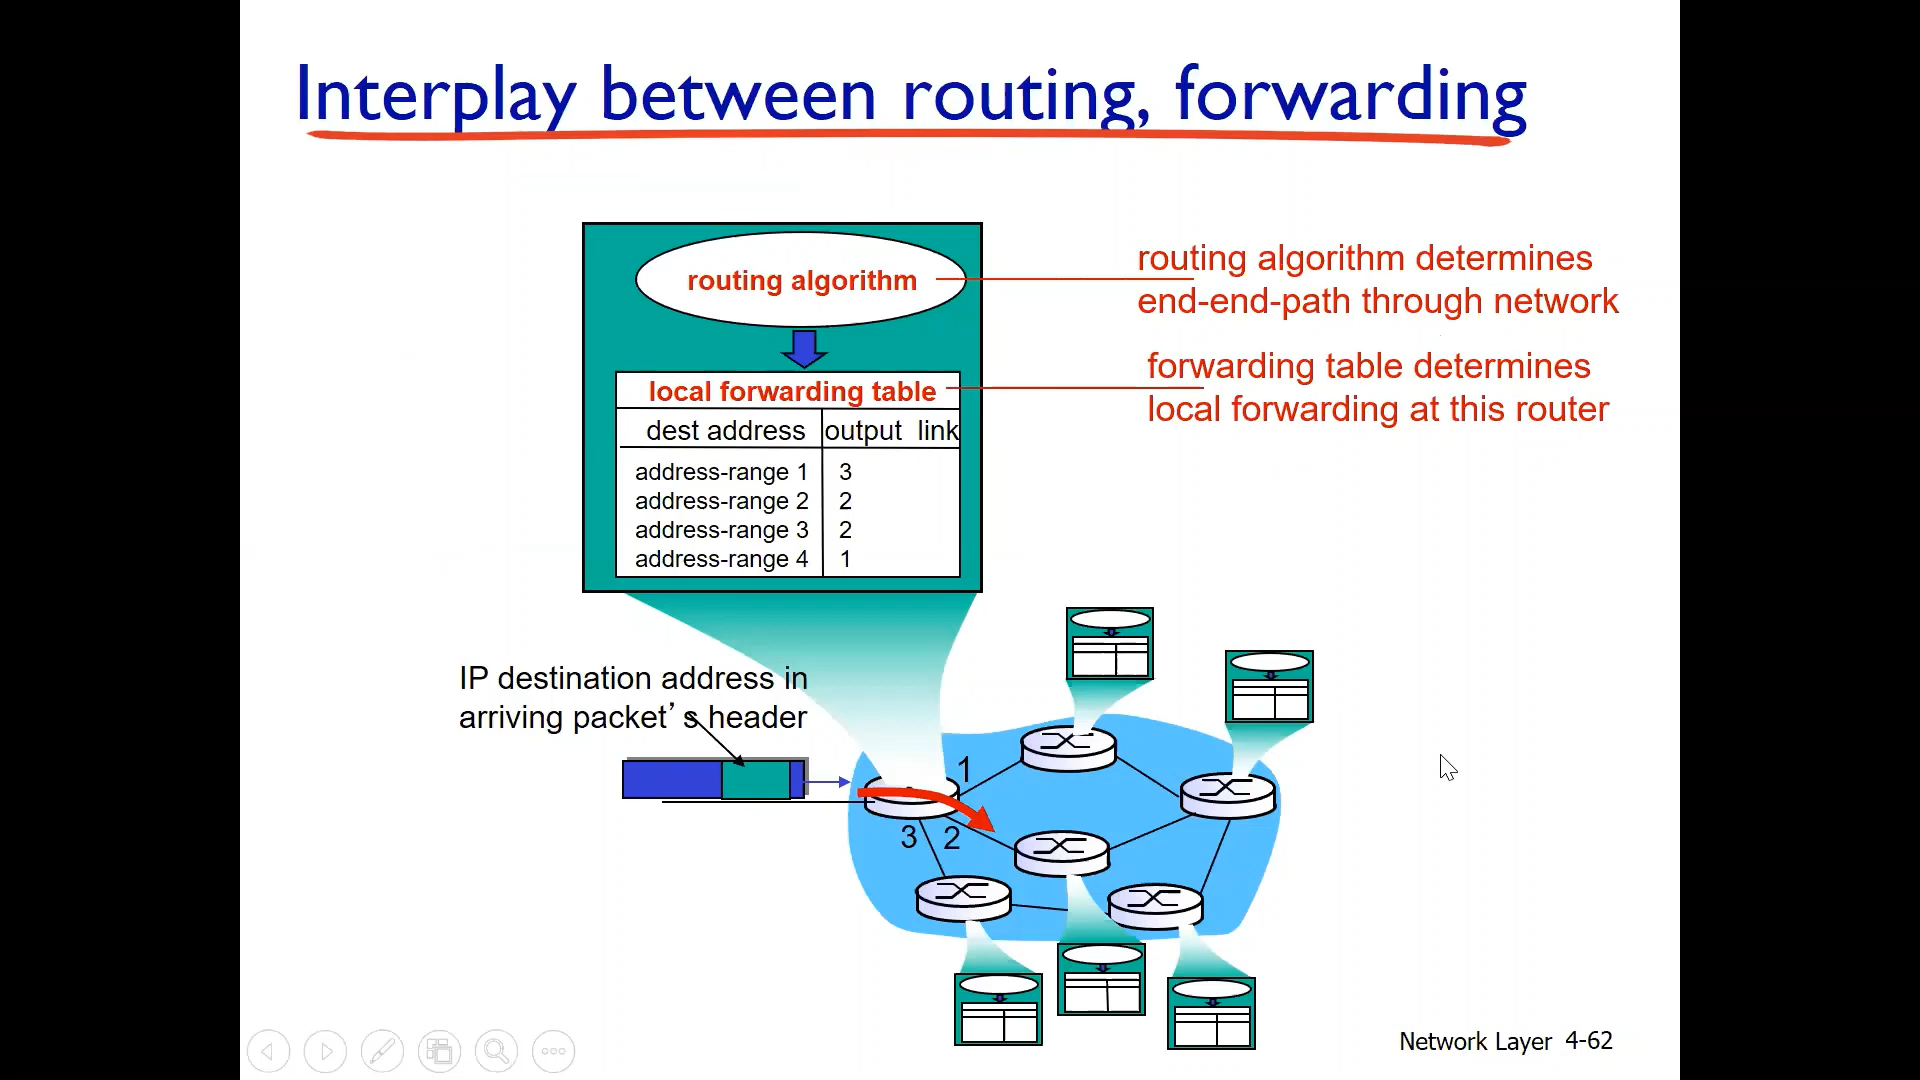 Interplay between routing, forwarding
routing algorithm
routing algorithm determines
end-end-path through network
local forwarding table
forwarding table determines
local forwarding at this router
dest address output link
address-range 1 3
address-range 2 2
address-range 3 2
address-range 4 1
IP destination address in
arriving packet’s header
1
3 2
Network Layer 4-62